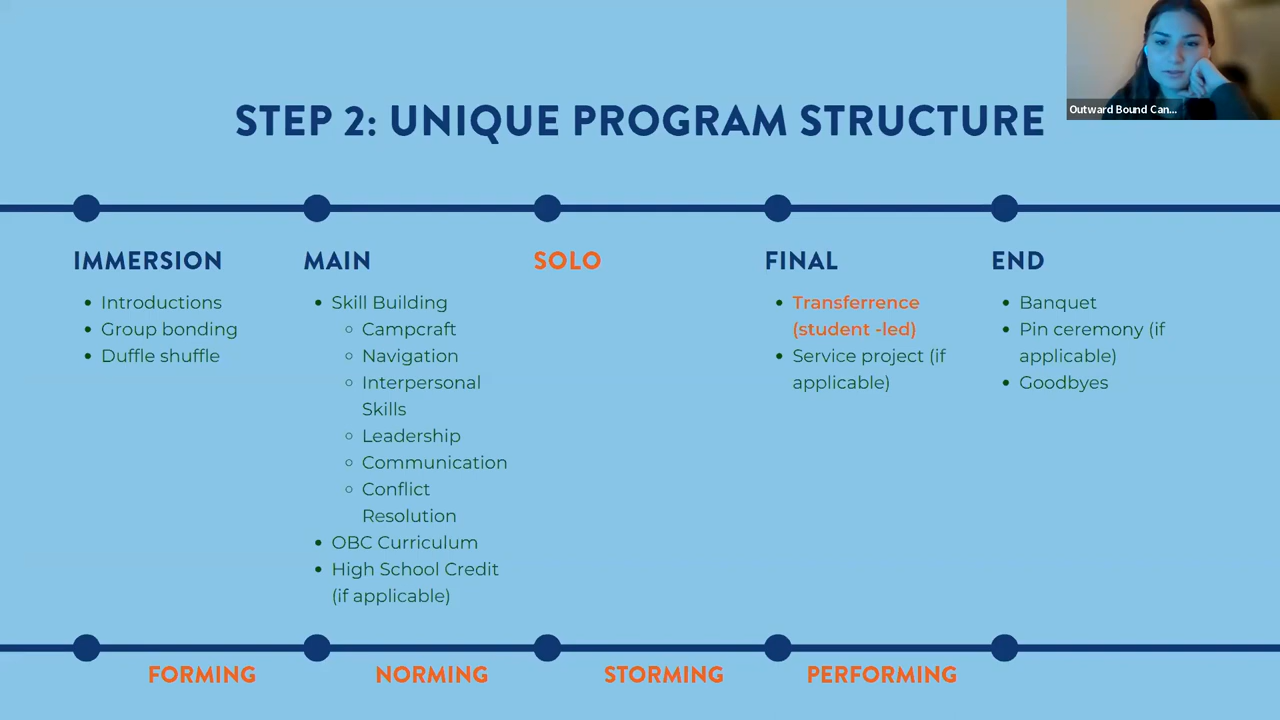 Outward Bound Can...
STEP 2: UNIQUE PROGRAM STRUCTURE
IMMERSION
Introductions
Group bonding
Duffle shuffle
MAIN
Skill Building
Campcraft
Navigation
Interpersonal
Skills
Leadership
Communication
Conflict
Resolution
OBC Curriculum
High School Credit
(if applicable)
SOLO
FINAL
Transferrence
(student -led)
Service project (if
applicable)
END
Banquet
Pin ceremony (if
applicable)
Goodbyes
FORMING
NORMING
STORMING
PERFORMING